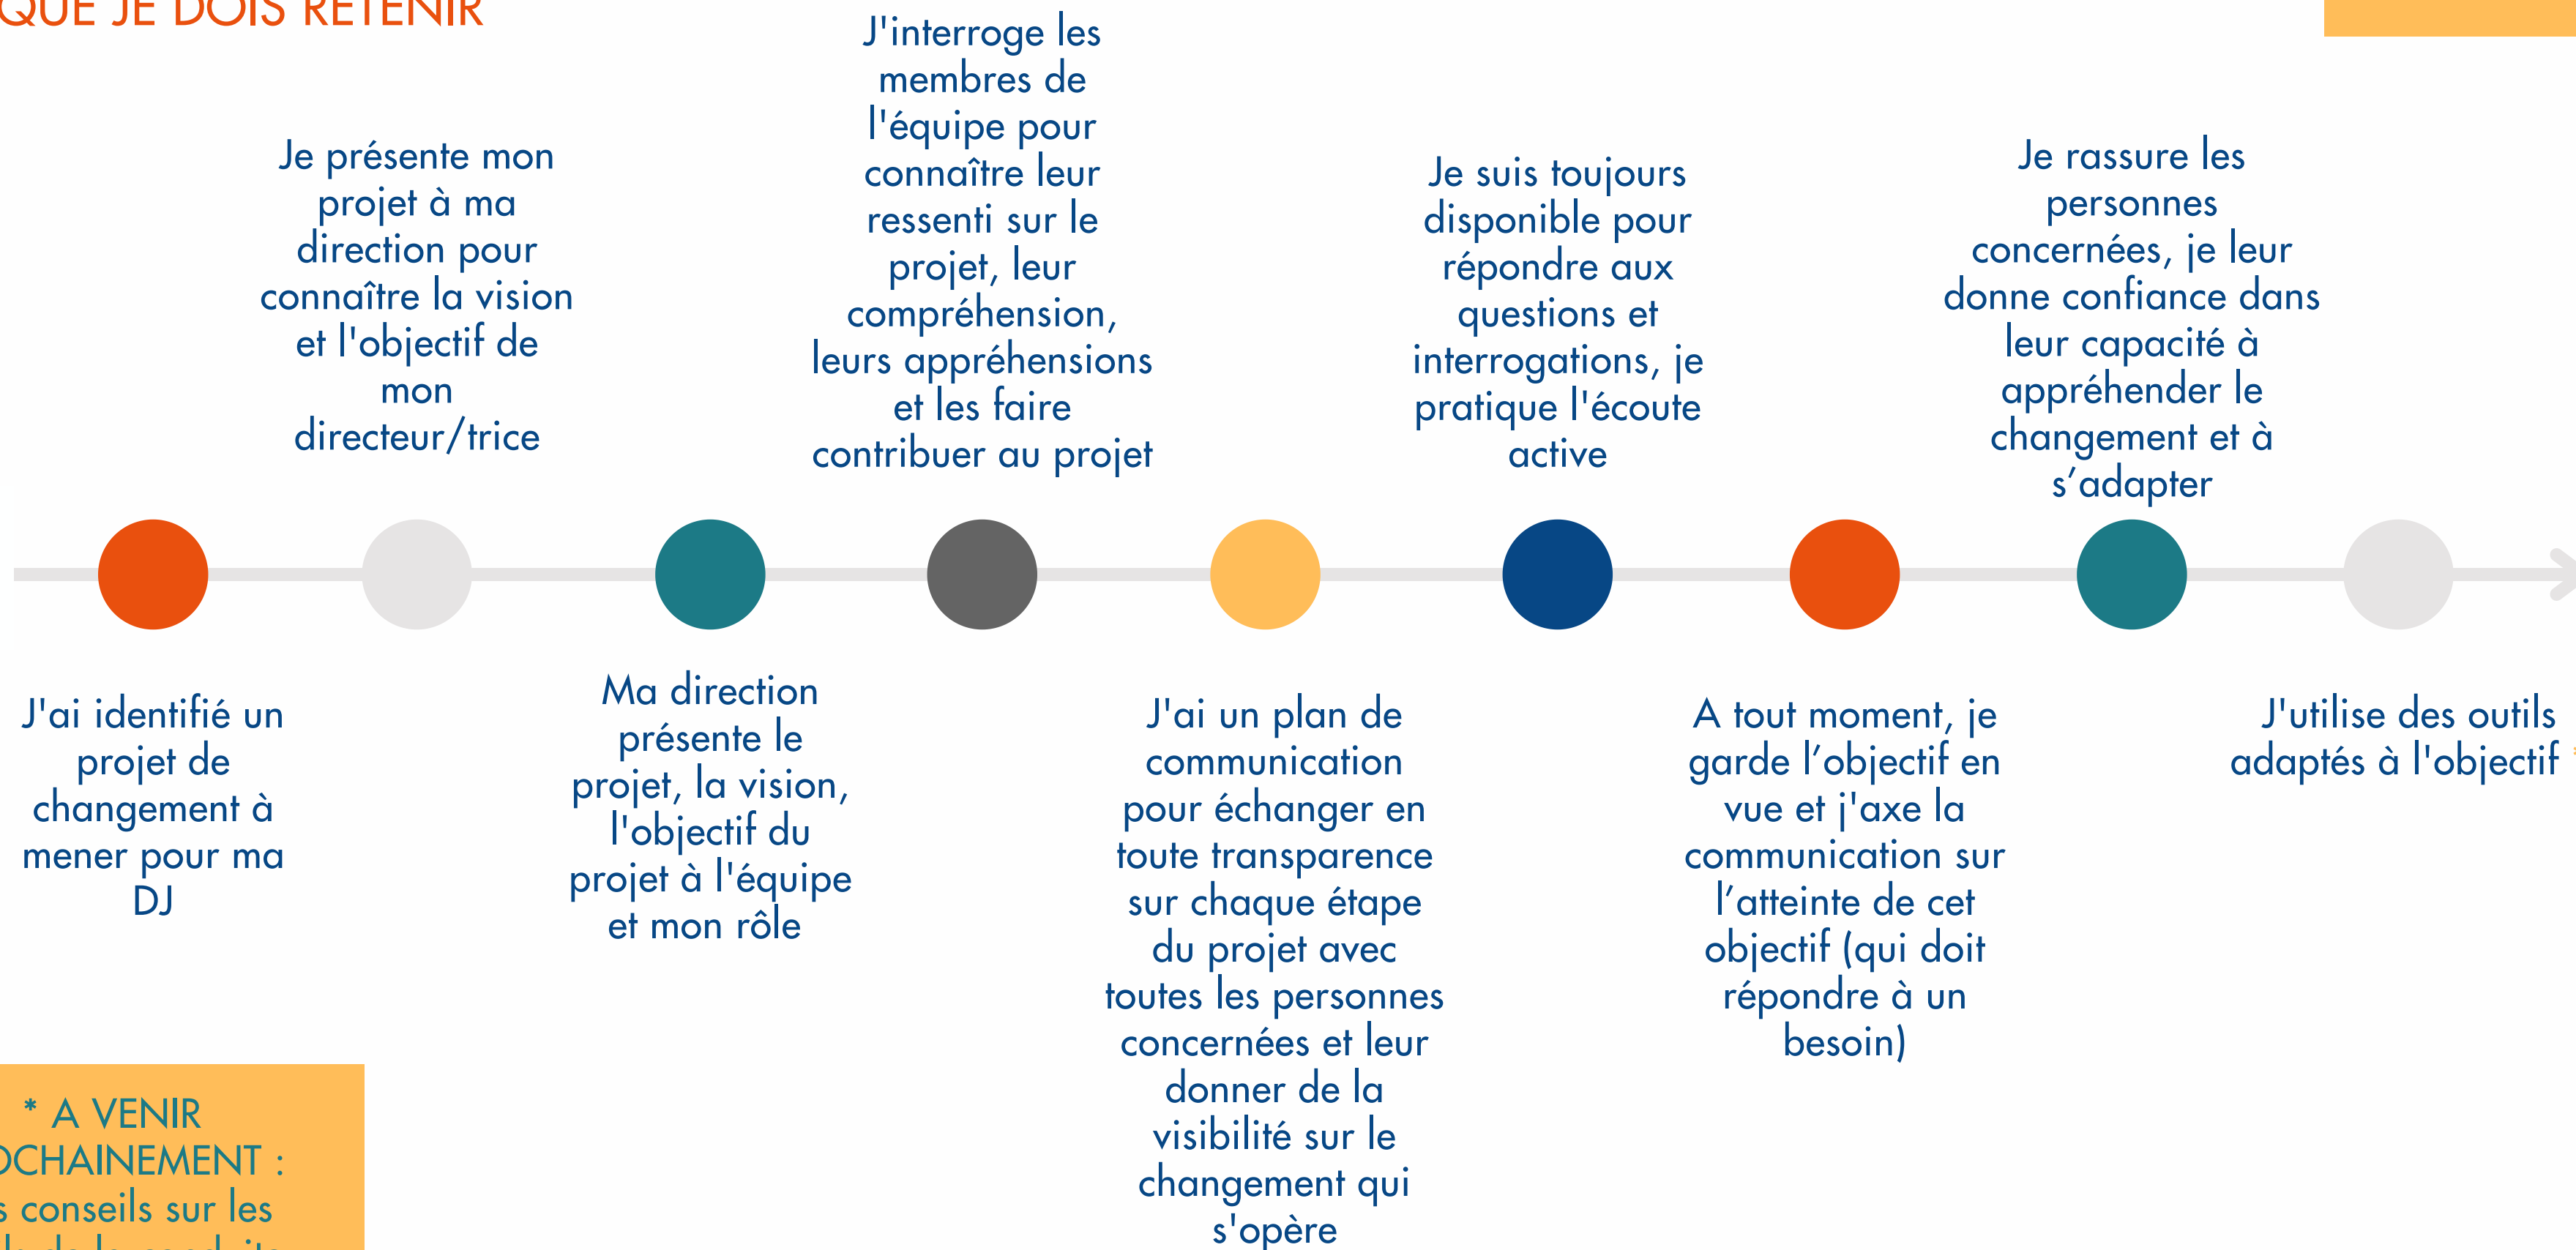 QUE JE DOIS RETENIR
J'ai identifié un
projet de
changement à
mener pour ma
DJ
Je présente mon
projet à ma
direction pour
connaître la vision
et l'objectif de
mon
directeur/trice
Ma direction
présente le
projet, la vision,
l'objectif du
projet à l'équipe
et mon rôle
J'interroge les
membres de
l'équipe pour
connaître leur
ressenti sur le
projet, leur
compréhension,
leurs appréhensions
et les faire
contribuer au projet
J'ai un plan de
communication
pour échanger en
toute transparence
sur chaque étape
du projet avec
toutes les personnes
concernées et leur
donner de la
visibilité sur le
changement qui
s'opère
Je suis toujours
disponible pour
répondre aux
questions et
interrogations, je
pratique l'écoute
active
A tout moment, je
garde l’objectif en
vue et j'axe la
communication sur
l’atteinte de cet
objectif (qui doit
répondre à un
besoin)
Je rassure les
personnes
concernées, je leur
donne confiance dans
leur capacité à
appréhender le
changement et à
s’adapter
J'utilise des outils
adaptés à l'objectif *
* A VENIR
OCHAINEMENT :
s conseils sur les
de la conduite